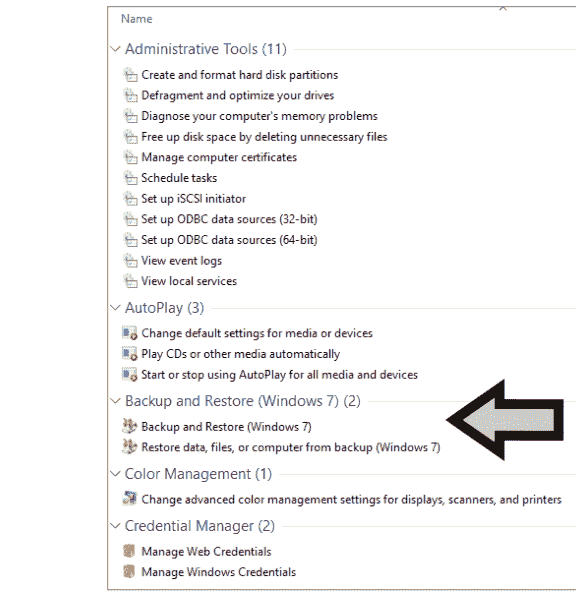 Name
Administrative Tools (11)
Create and format hard disk partitions
Defragment and optimize your drives
Diagnose your computer's memory problems
Free up disk space by deleting unnecessary files
Manage computer certificates
Schedule tasks
Set up iSCSI initiator
Set up ODBC data sources (32-bit)
Set up ODBC data sources (64-bit)
View event logs
View local services
AutoPlay (3)
Change default settings for media or devices
Play CDs or other media automatically
Start or stop using AutoPlay for all media and devices
Backup and Restore (Windows 7) (2)
Backup and Restore (Windows 7)
Restore data, files, or computer from backup (Windows 7)
Color Management (1)
Change advanced color management settings for displays, scanners, and printers
Credential Manager (2)
Manage Web Credentials
Manage Windows Credentials